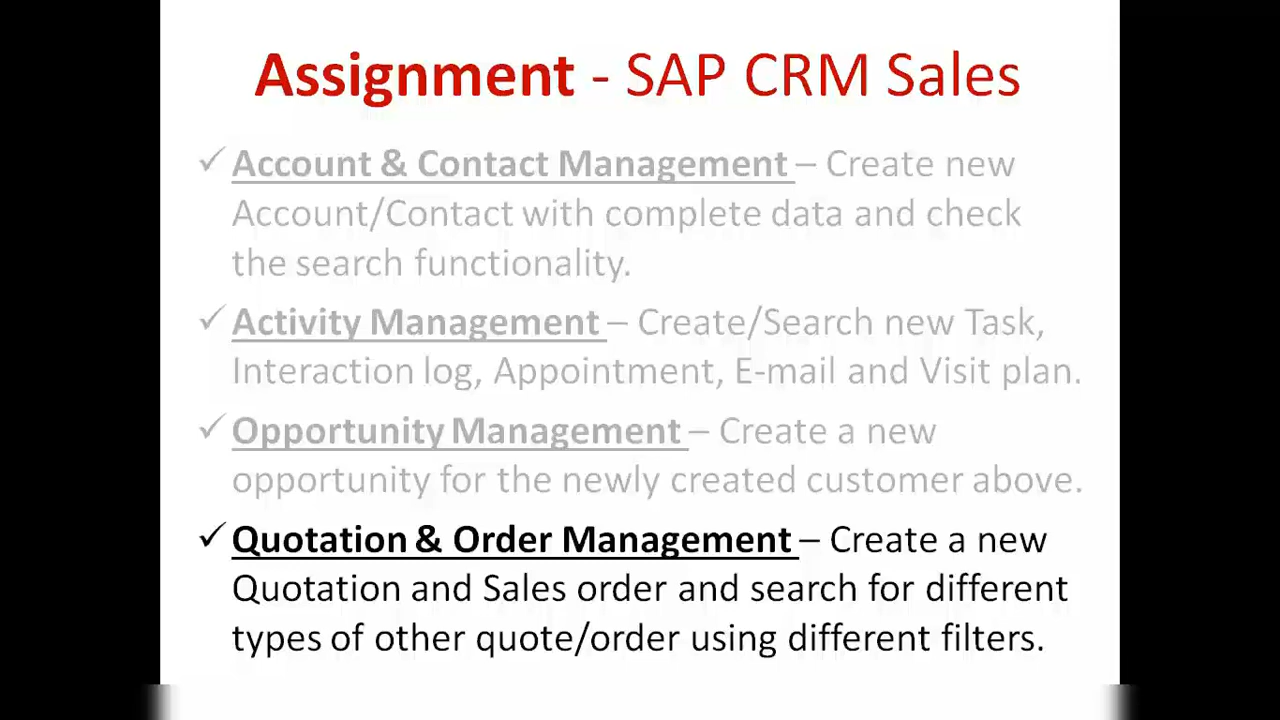 Assignment - SAP CRM Sales
✓ Account & Contact Management – Create new
Account/Contact with complete data and check
the search functionality.
✓ Activity Management – Create/Search new Task,
Interaction log, Appointment, E-mail and Visit plan.
✓ Opportunity Management – Create a new
opportunity for the newly created customer above.
✓ Quotation & Order Management – Create a new
Quotation and Sales order and search for different
types of other quote/order using different filters.